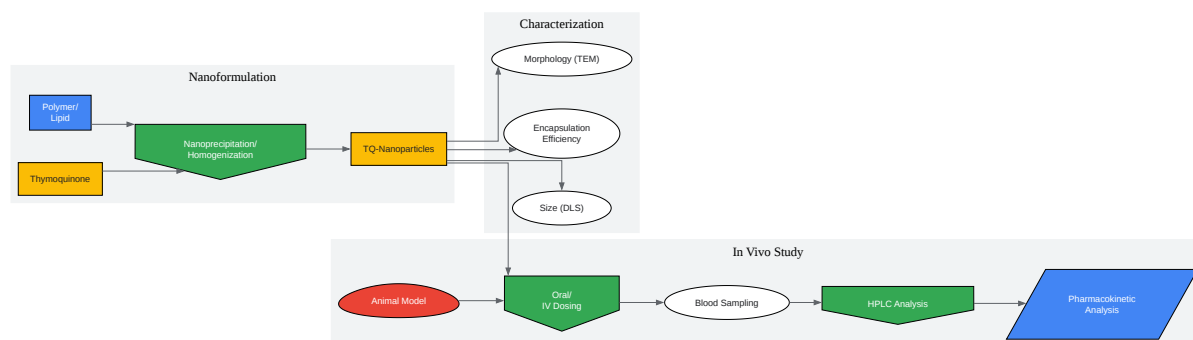 Nanoformulation
Polymer/
Lipid
Thymoquinone
Nanoprecipitation/
Homogenization
TQ-Nanoparticles
Characterization
Morphology (TEM)
Encapsulation
Efficiency
Size (DLS)
In Vivo Study
Animal Model
Oral/
IV Dosing
Blood Sampling
HPLC Analysis
Pharmacokinetic
Analysis